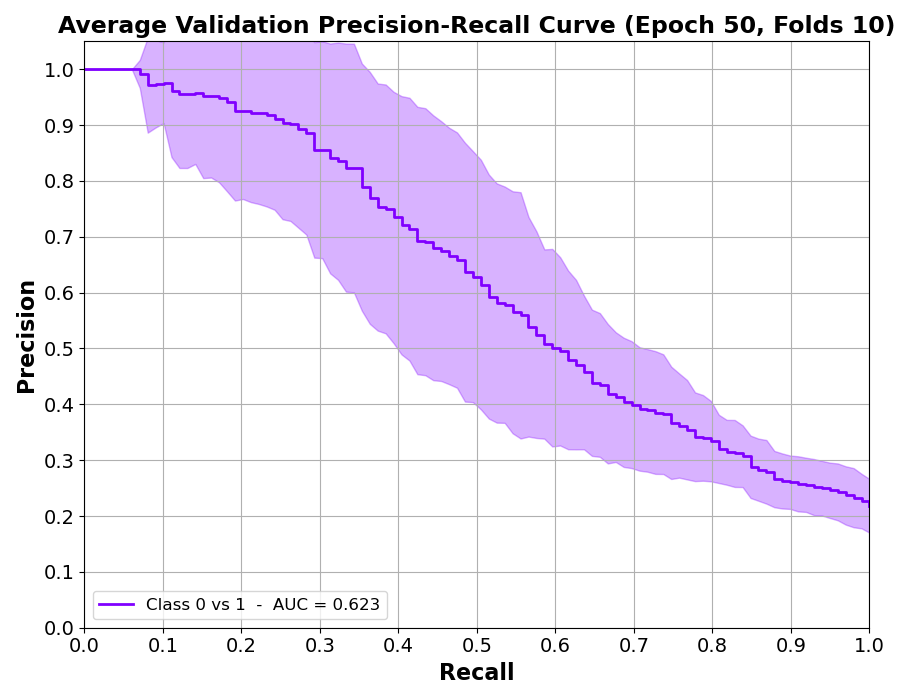 Average Validation Precision-Recall Curve (Epoch 50, Folds 10)
Precision
1.0
0.9
0.8
0.7
0.6
0.5
0.4
0.3
0.2
0.1
0.0
Class 0 vs 1 - AUC = 0.623
0.0 0.1 0.2 0.3 0.4 0.5 0.6 0.7 0.8 0.9 1.0
Recall